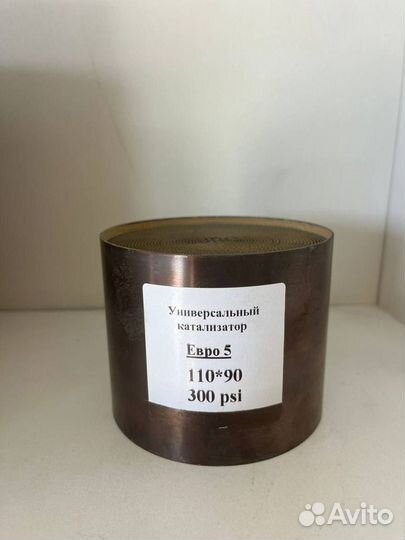 Универсальный
катализатор
Евро 5
110*90
300 psi
Avito